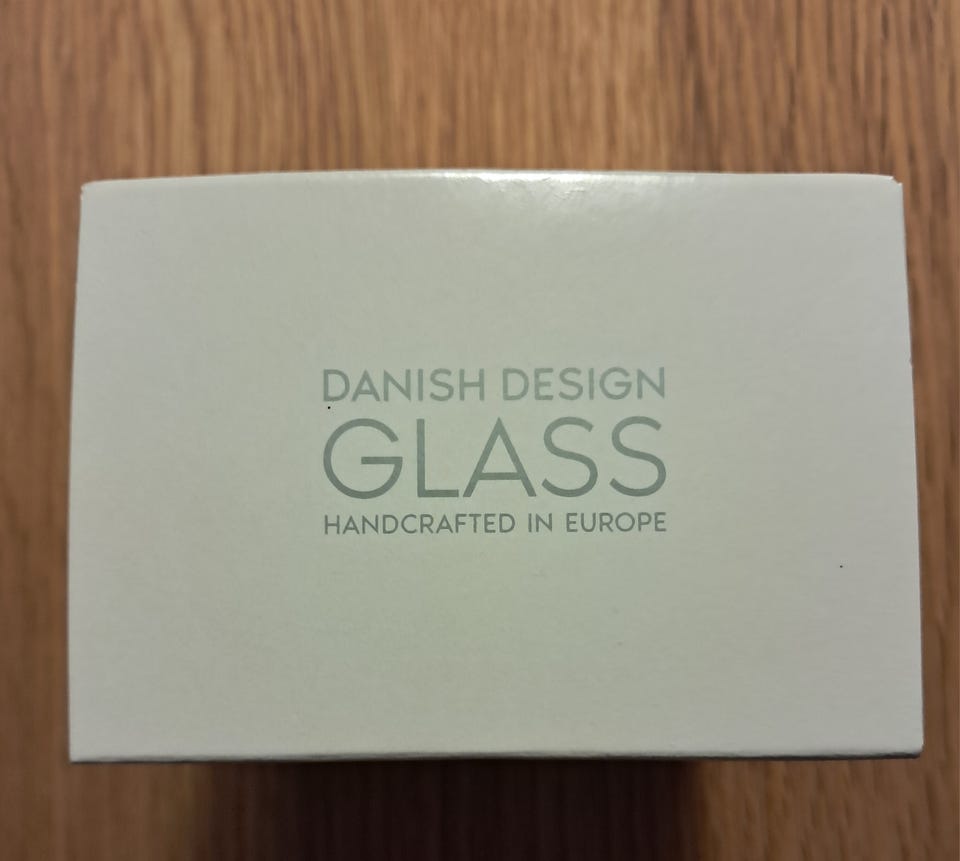 DANISH DESIGN
GLASS
HANDCRAFTED IN EUROPE